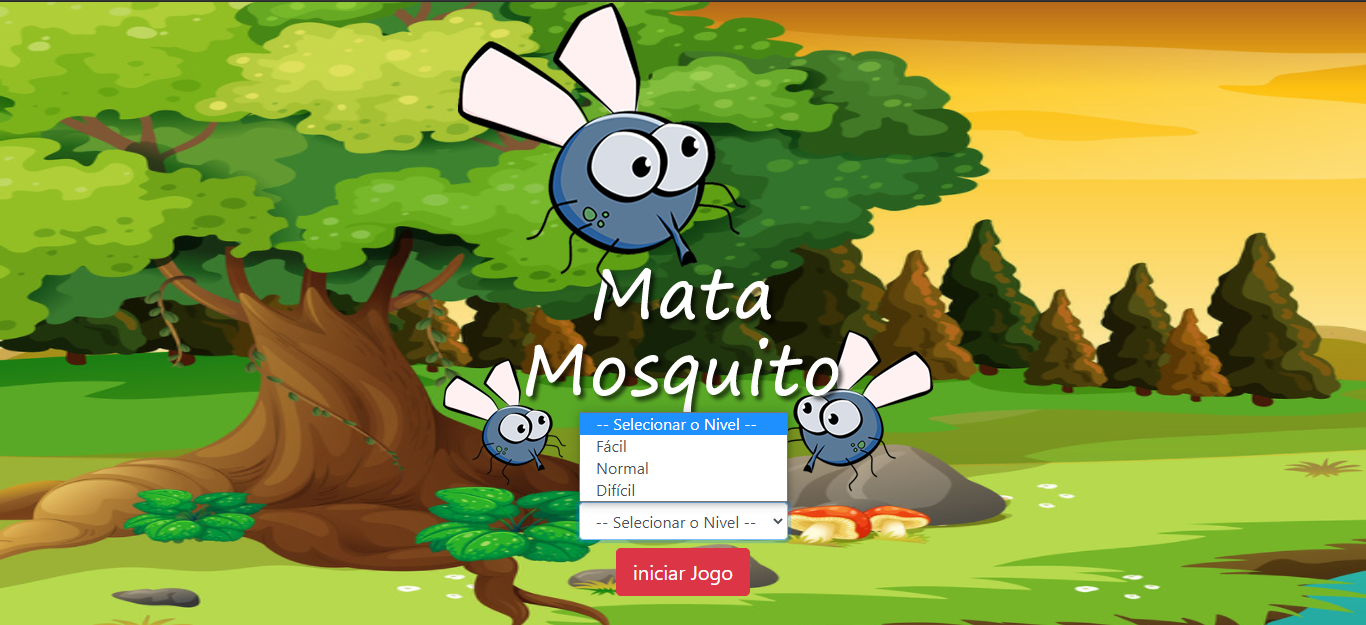 Mata
Mosquito
-- Selecionar o Nivel --
Fácil
Normal
Difícil
-- Selecionar o Nivel --
iniciar Jogo